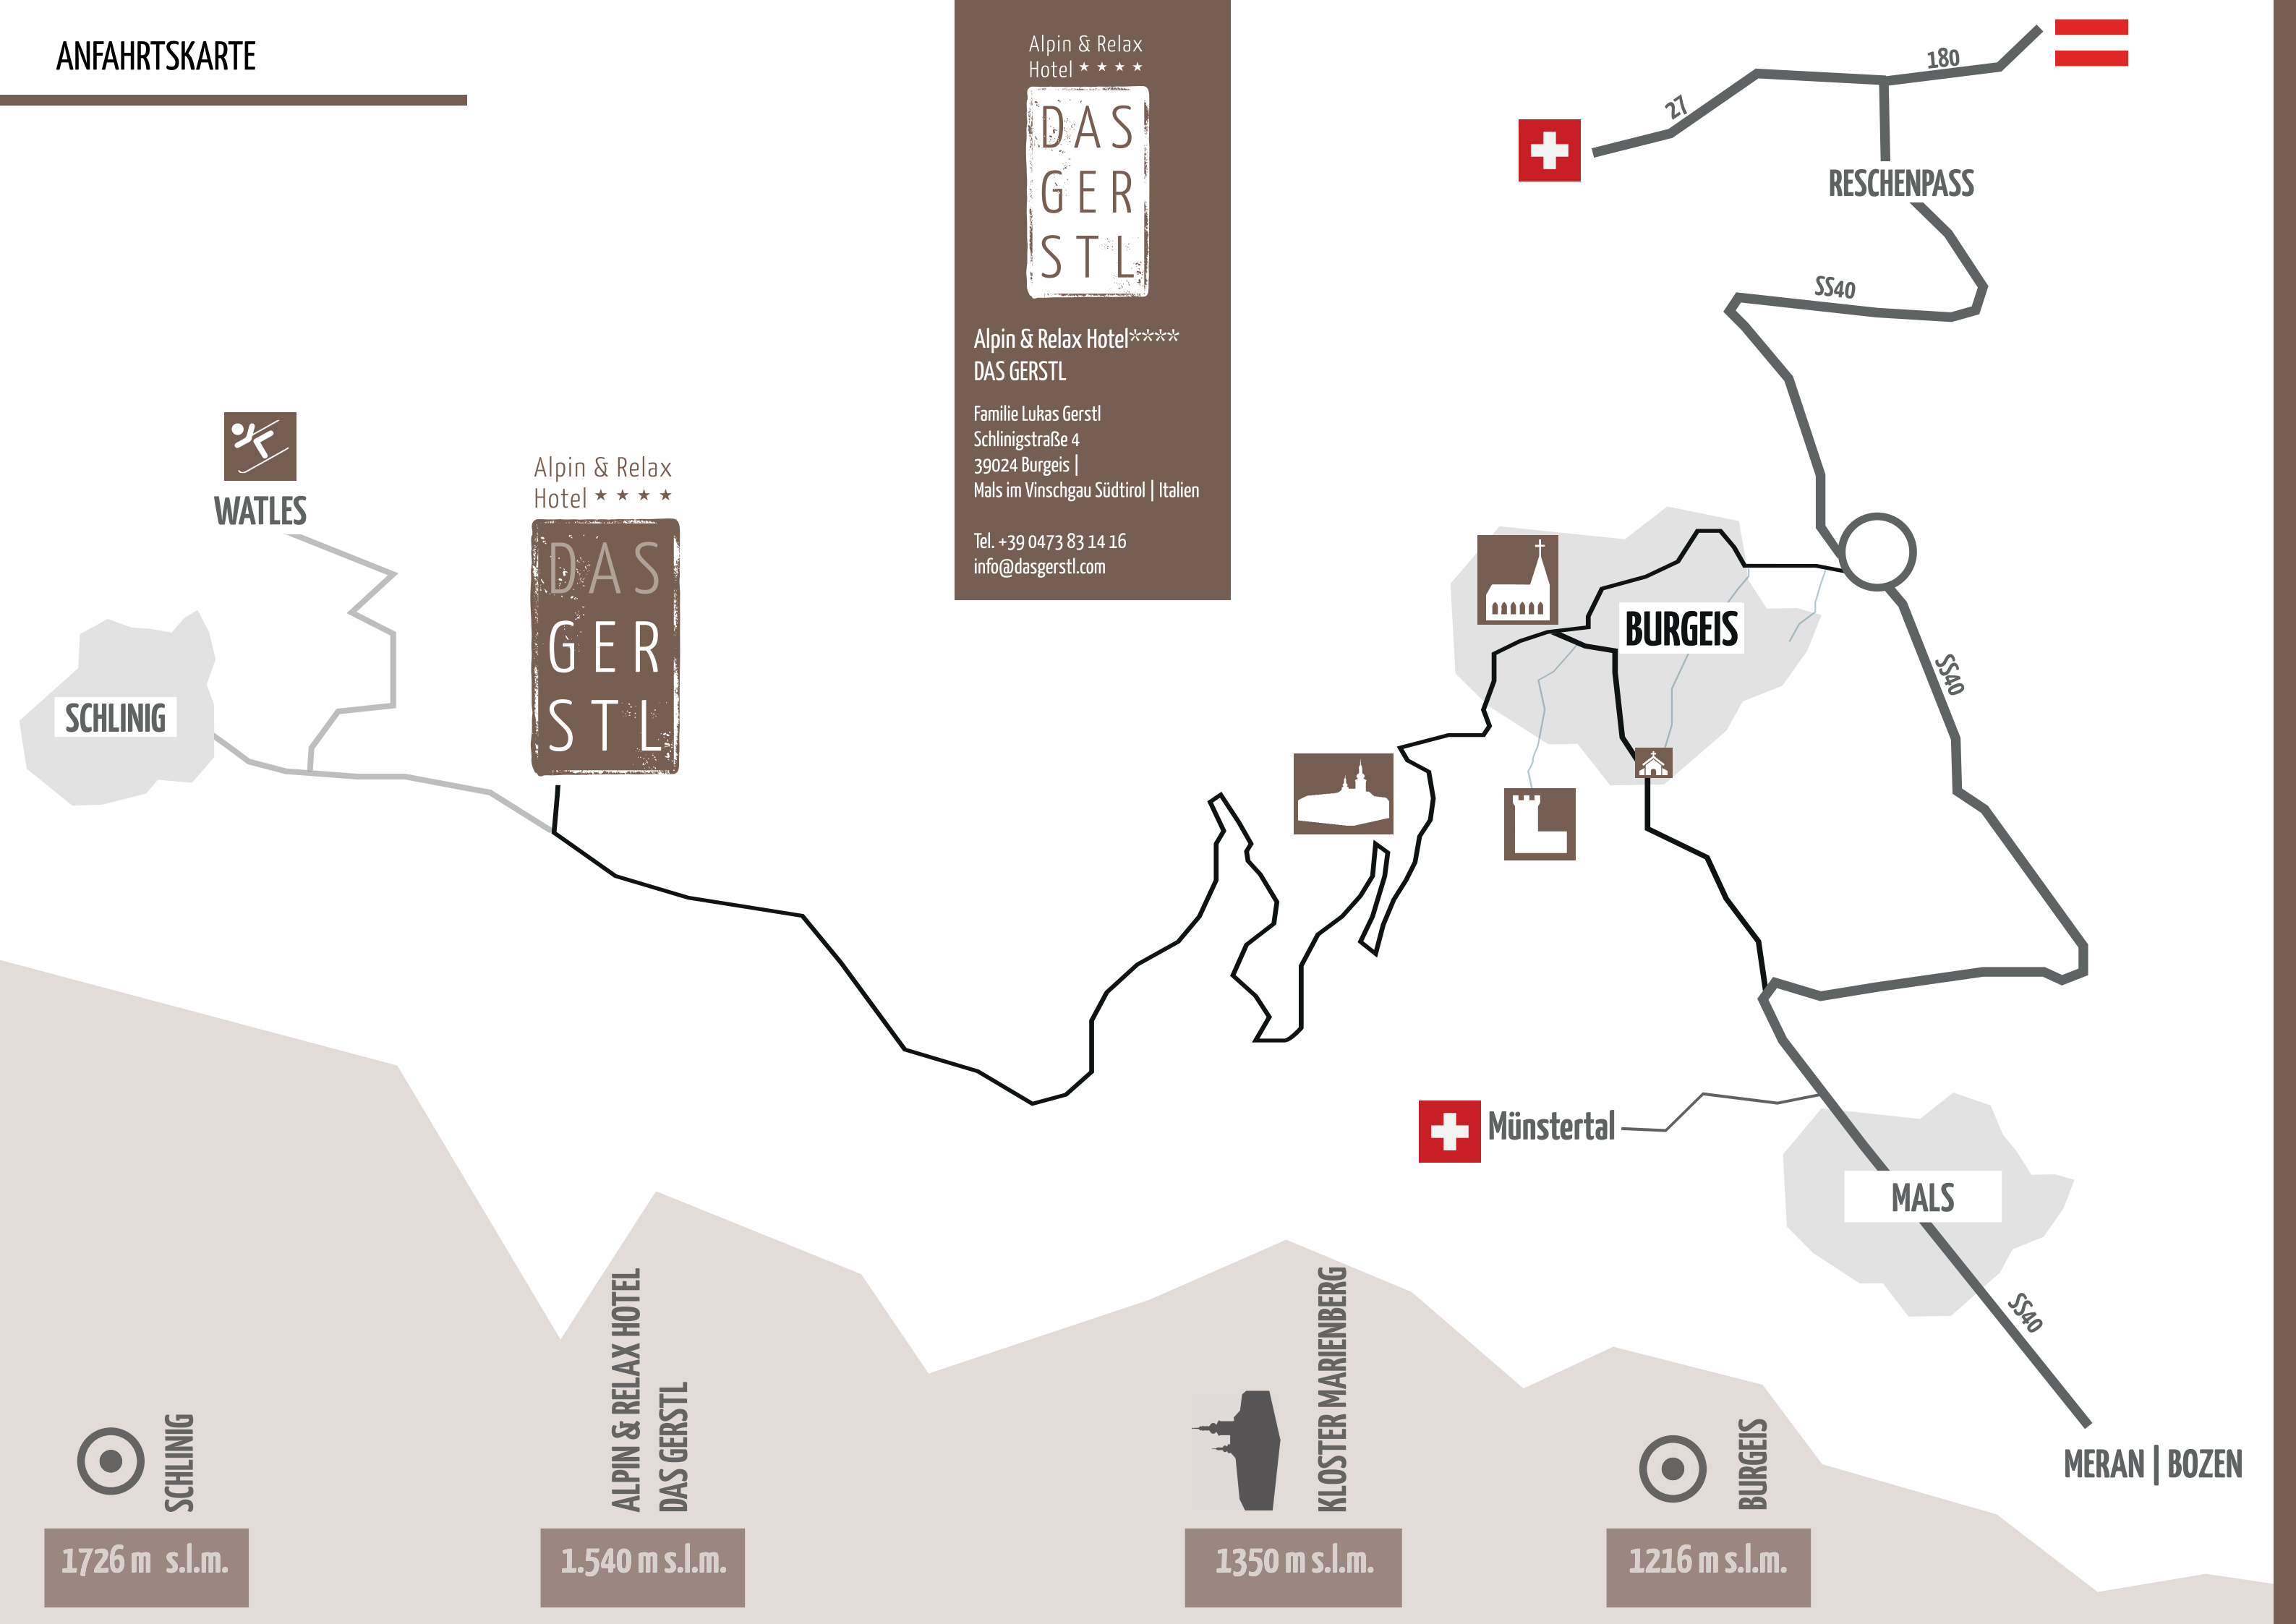 ANFAHRTSKARTE
Alpin & Relax
Hotel ★ ★ ★ ★
DAS
GER
STL
Alpin & Relax Hotel****
DAS GERSTL
Familie Lukas Gerstl
Schlinigstraße 4
39024 Burgeis |
Mals im Vinschgau Südtirol | Italien
Tel. +39 0473 83 14 16
info@dasgerstl.com
180
27
RESCHENPASS
SS40
WATLES
Alpin & Relax
Hotel ★ ★ ★ ★
DAS
GER
STL
SCHLINIG
BURGEIS
SS40
Münstertal
MALS
SS40
MERAN | BOZEN
SCHLINIG
1726 m s.l.m.
ALPIN & RELAX HOTEL
DAS GERSTL
1.540 m s.l.m.
KLOSTER MARIENBERG
1350 m s.l.m.
BURGEIS
1216 m s.l.m.